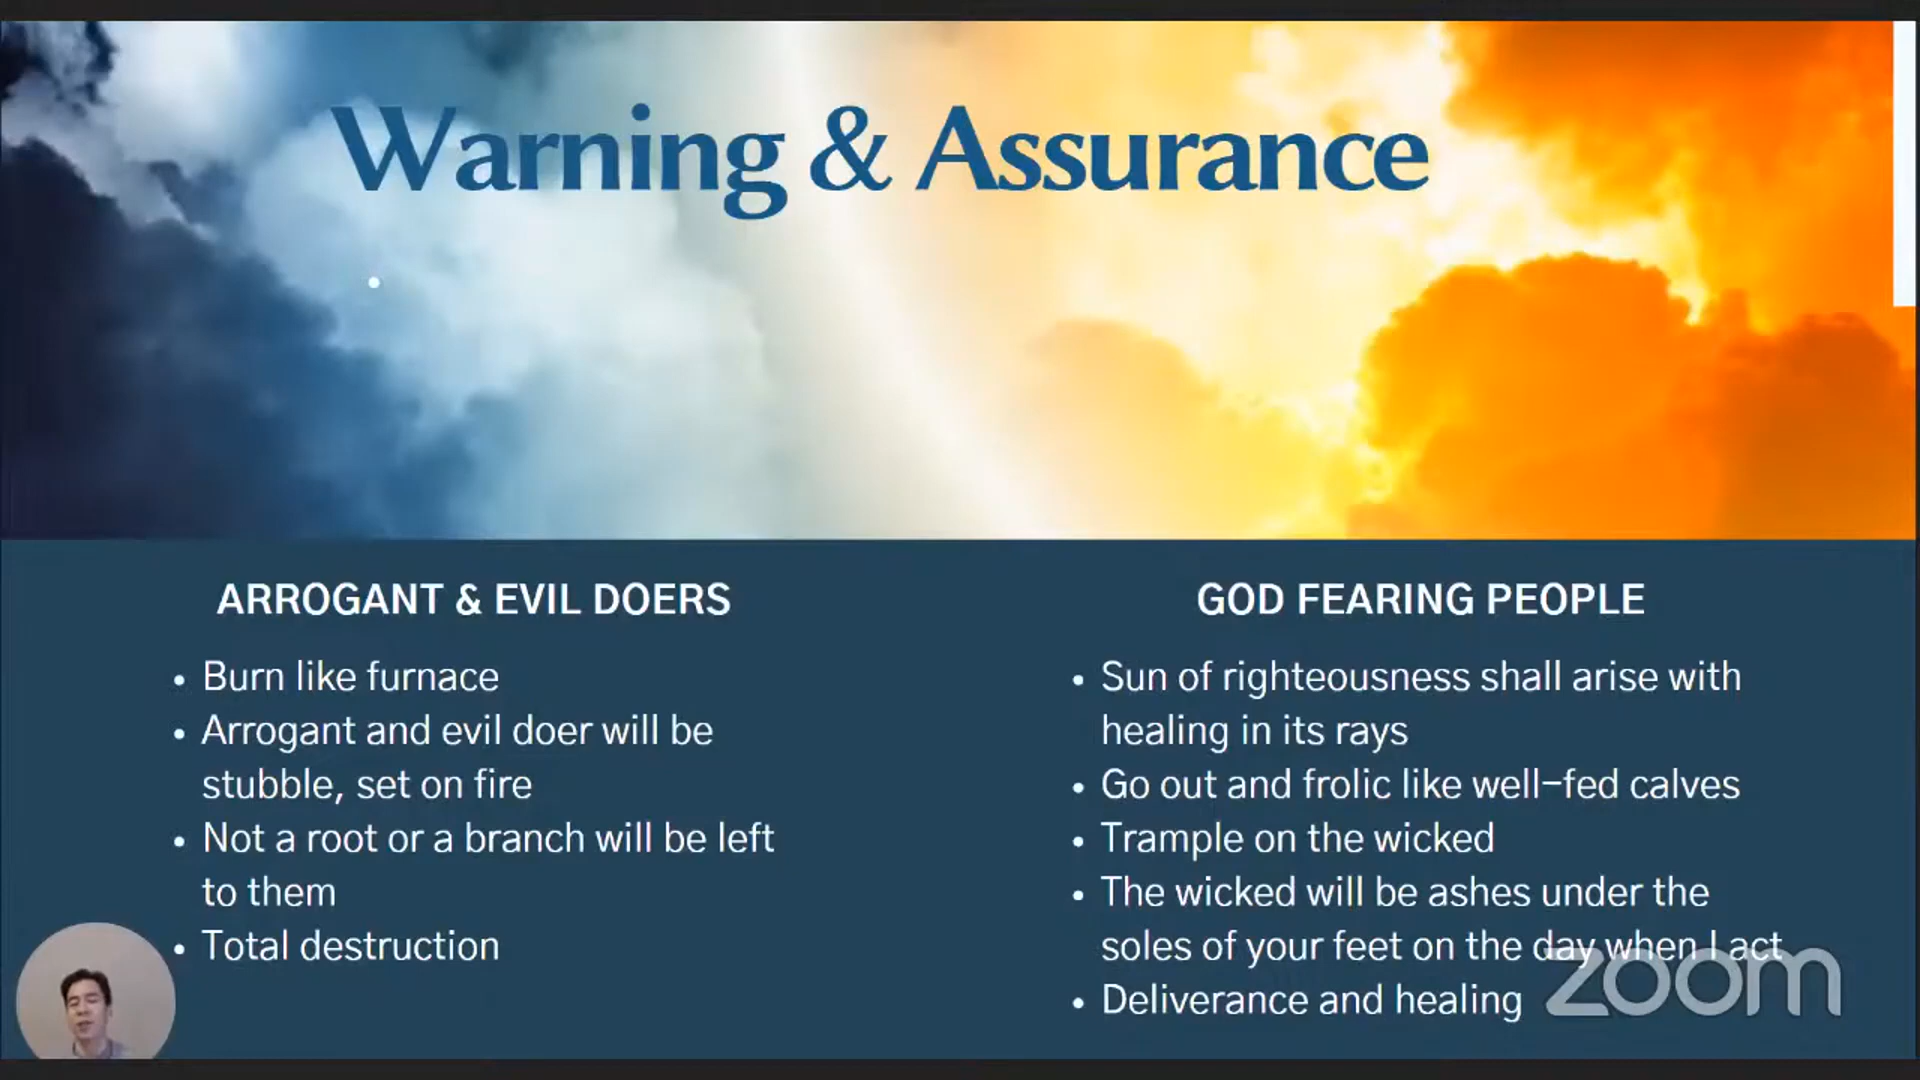 Warning & Assurance
ARROGANT & EVIL DOERS
• Burn like furnace
• Arrogant and evil doer will be
stubble, set on fire
• Not a root or a branch will be left
to them
• Total destruction
GOD FEARING PEOPLE
• Sun of righteousness shall arise with
healing in its rays
• Go out and frolic like well-fed calves
• Trample on the wicked
• The wicked will be ashes under the
soles of your feet on the day when I act
• Deliverance and healing
zoom